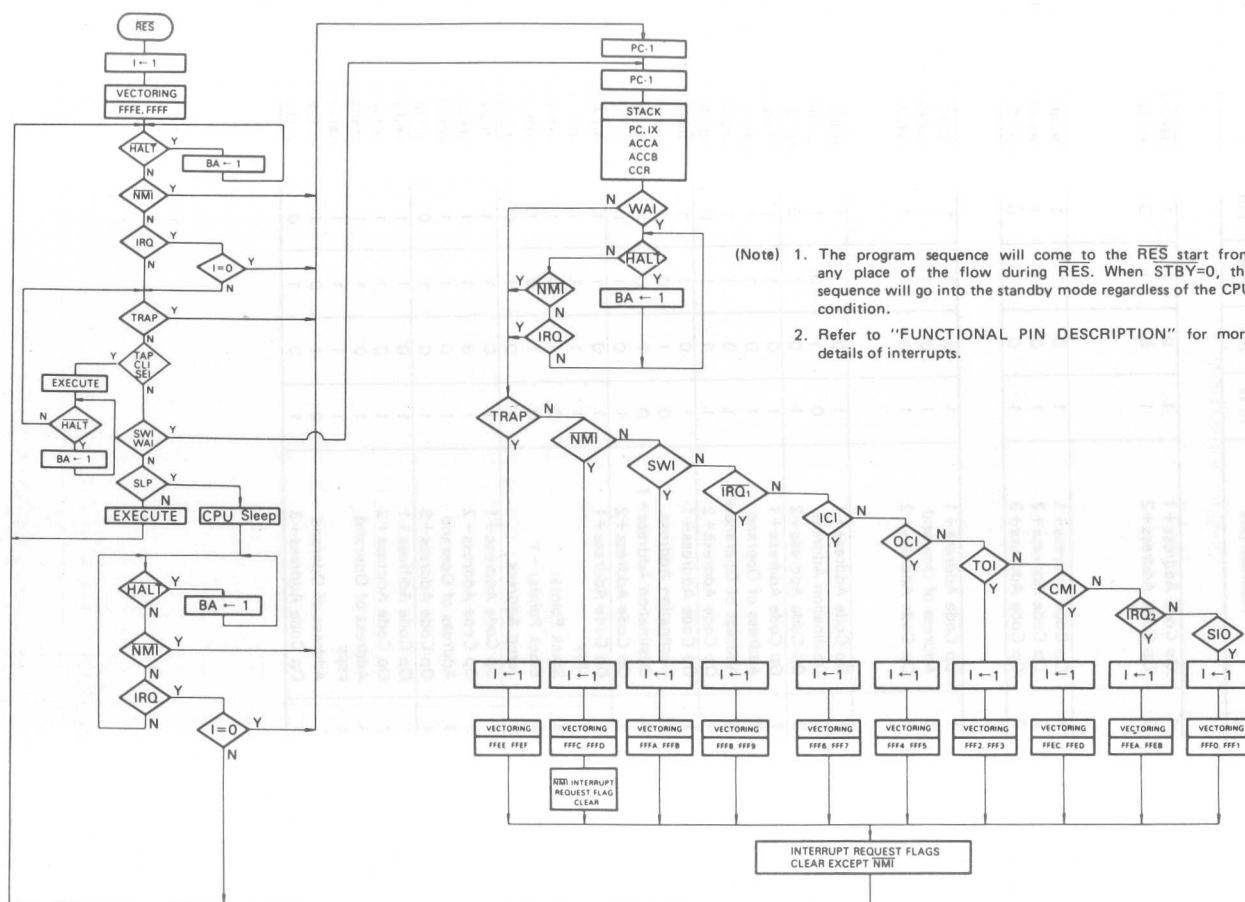 RES
I ← 1
VECTORING
FFFE, FFFF
HALT
Y
BA ← 1
N
NMI
Y
N
IRQ
Y
N
I=0
Y
N
TRAP
Y
N
Y
TAP
CLI
SEI
EXECUTE
N
N
HALT
Y
BA ← 1
SWI
WAI
Y
N
SLP
Y
N
EXECUTE
CPU Sleep
HALT
Y
BA ← 1
N
NMI
Y
N
IRQ
Y
N
I=0
Y
N
PC-1
PC-1
STACK
PC, IX
ACCA
ACCB
CCR
N
WAI
Y
N
HALT
Y
NMI
N
BA ← 1
IRQ
N
(Note) 1. The program sequence will come to the RES start from
any place of the flow during RES. When STBY=0, the
sequence will go into the standby mode regardless of the CPU
condition.
2. Refer to "FUNCTIONAL PIN DESCRIPTION" for more
details of interrupts.
TRAP N NMI N SWI N IRQ1 N ICI N OCI N TOI N CMI N IRQ2 N SIO
Y Y Y Y Y Y Y Y Y Y
I ← 1 I ← 1 I ← 1 I ← 1 I ← 1 I ← 1 I ← 1 I ← 1 I ← 1 I ← 1
VECTORING VECTORING VECTORING VECTORING VECTORING VECTORING VECTORING VECTORING VECTORING VECTORING
FFEE FFEF FFFC FFFD FFFA, FFFB FFF8 FFF9 FFF6, FFF7 FFF4, FFF5 FFF2, FFF3 FFEC, FFED FFEA, FFEB FFF0, FFF1
NMI INTERRUPT
REQUEST FLAG
CLEAR
INTERRUPT REQUEST FLAGS
CLEAR EXCEPT NMI